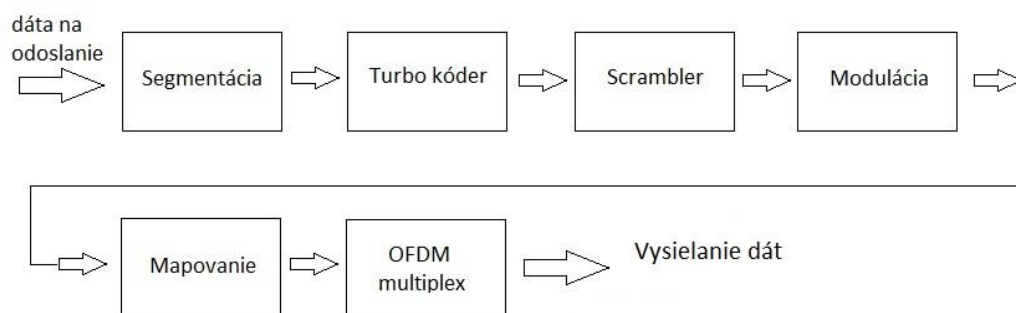 dáta na
odoslanie
Segmentácia
Turbo kóder
Scrambler
Modulácia
Mapovanie
OFDM
multiplex
Vysielanie dát